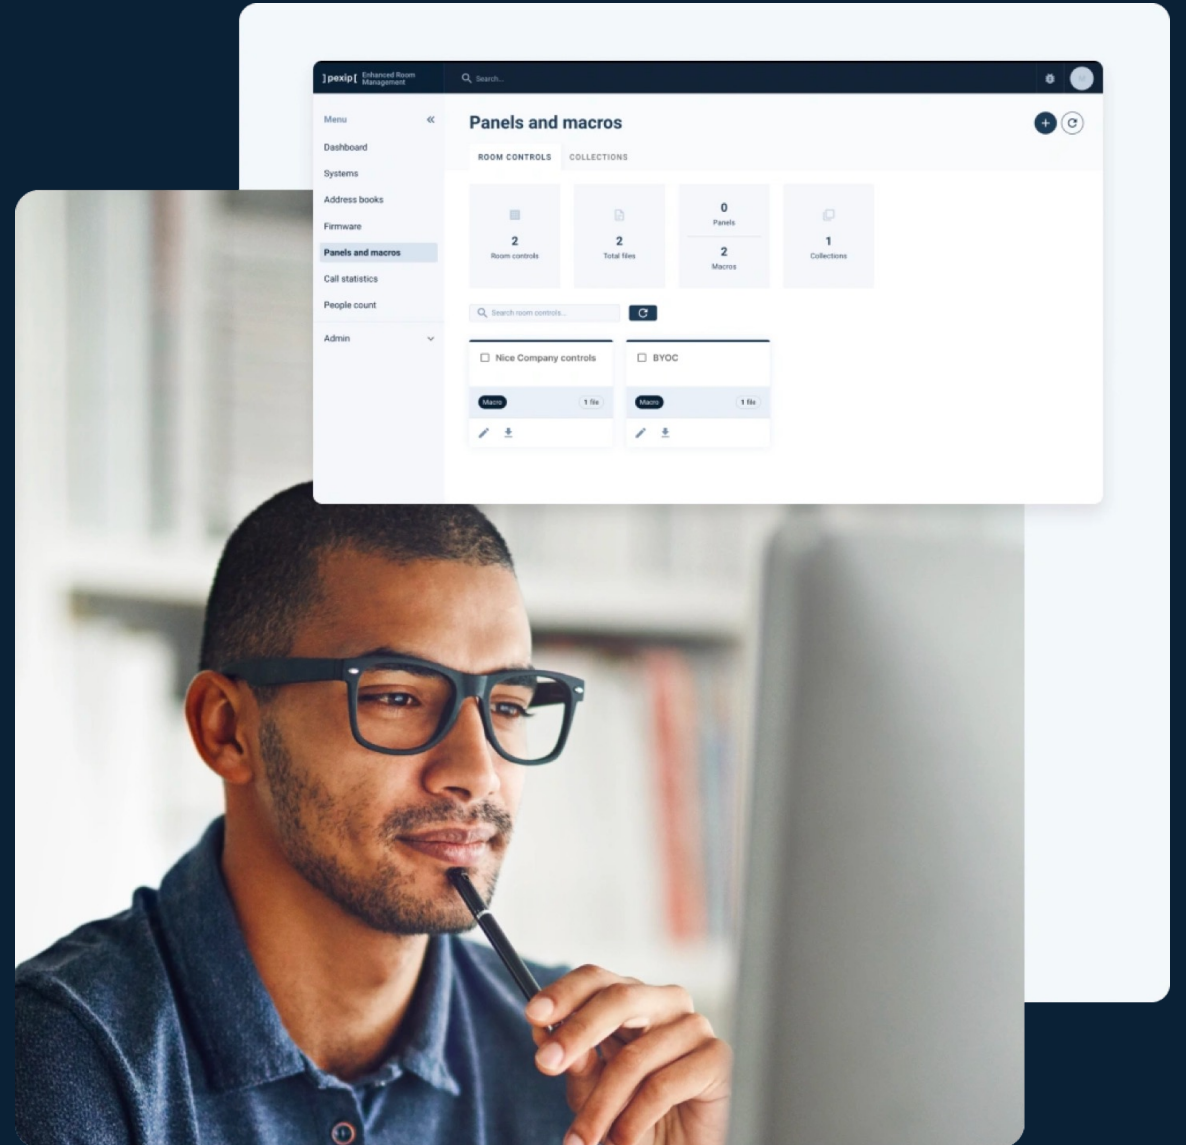 ]pexip[ Enhanced Room Management
Search...
M
Menu
Dashboard
Systems
Address books
Firmware
Panels and macros
Call statistics
People count
Admin
Panels and macros
ROOM CONTROLS COLLECTIONS
2
Room controls
2
Total files
0
Panels
2
Macros
1
Collections
Search room controls...
Nice Company controls
Macro 1 file
BYOC
Macro 1 file